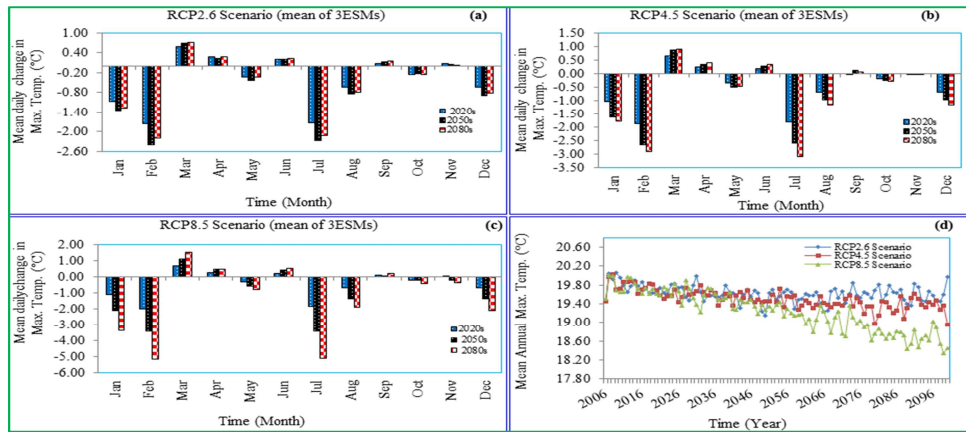 RCP2.6 Scenario (mean of 3ESMs)
(a)
Mean daily change in
Max. Temp. (°C)
1.00
0.40
-0.20
-0.80
-1.40
-2.00
-2.60
2020s
2050s
2080s
Jan Feb Mar Apr May Jun Jul Aug Sep Oct Nov Dec
Time (Month)
RCP4.5 Scenario (mean of 3ESMs)
(b)
Mean daily change in
Max. Temp. (°C)
1.50
1.00
0.50
0.00
-0.50
-1.00
-1.50
-2.00
-2.50
-3.00
-3.50
2020s
2050s
2080s
Jan Feb Mar Apr May Jun Jul Aug Sep Oct Nov Dec
Time (Month)
RCP8.5 Scenario (mean of 3ESMs)
(c)
Mean dailychange in
Max. Temp. (°C)
2.00
1.00
0.00
-1.00
-2.00
-3.00
-4.00
-5.00
-6.00
2020s
2050s
2080s
Jan Feb Mar Apr May Jun Jul Aug Sep Oct Nov Dec
Time (Month)
(d)
RCP2.6 Scenario
RCP4.5 Scenario
RCP8.5 Scenario
Mean Annual Max. Temp. (°C)
20.60
20.20
19.80
19.40
19.00
18.60
18.20
17.80
2006 2016 2026 2036 2046 2056 2066 2076 2086 2096
Time (Year)